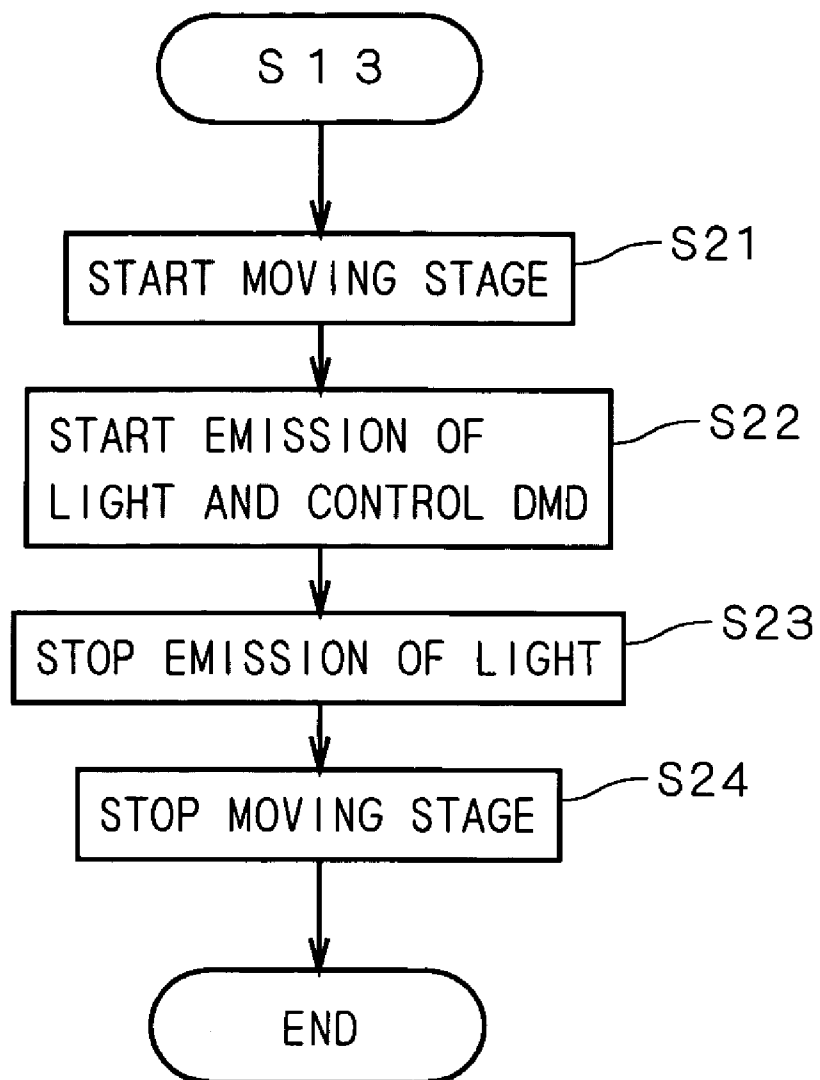 S13
START MOVING STAGE
S21
START EMISSION OF
LIGHT AND CONTROL DMD
S22
STOP EMISSION OF LIGHT
S23
STOP MOVING STAGE
S24
END